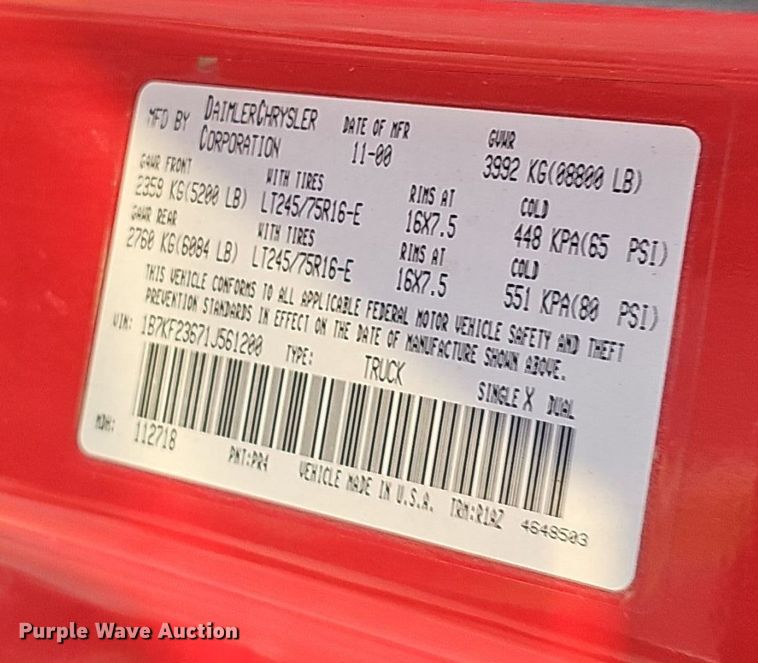 MFD BY DAIMLERCHRYSLER CORPORATION DATE OF MFR 11-00 GVWR 3992 KG(08800 LB)
GAWR FRONT WITH TIRES RIMS AT COLD
2359 KG(5200 LB) LT245/75R16-E 16X7.5 448 KPA(65 PSI)
GAWR REAR WITH TIRES RIMS AT COLD
2760 KG(6084 LB) LT245/75R16-E 16X7.5 551 KPA(80 PSI)
THIS VEHICLE CONFORMS TO ALL APPLICABLE FEDERAL MOTOR VEHICLE SAFETY AND THEFT
PREVENTION STANDARDS IN EFFECT ON THE DATE OF MANUFACTURE SHOWN ABOVE.
VIN: 1B7KF23671J561200 TYPE: TRUCK SINGLE X DUAL
MDH: 112718 PNT:PR4 VEHICLE MADE IN U.S.A. TRM:R1AZ 4648503
Purple Wave Auction